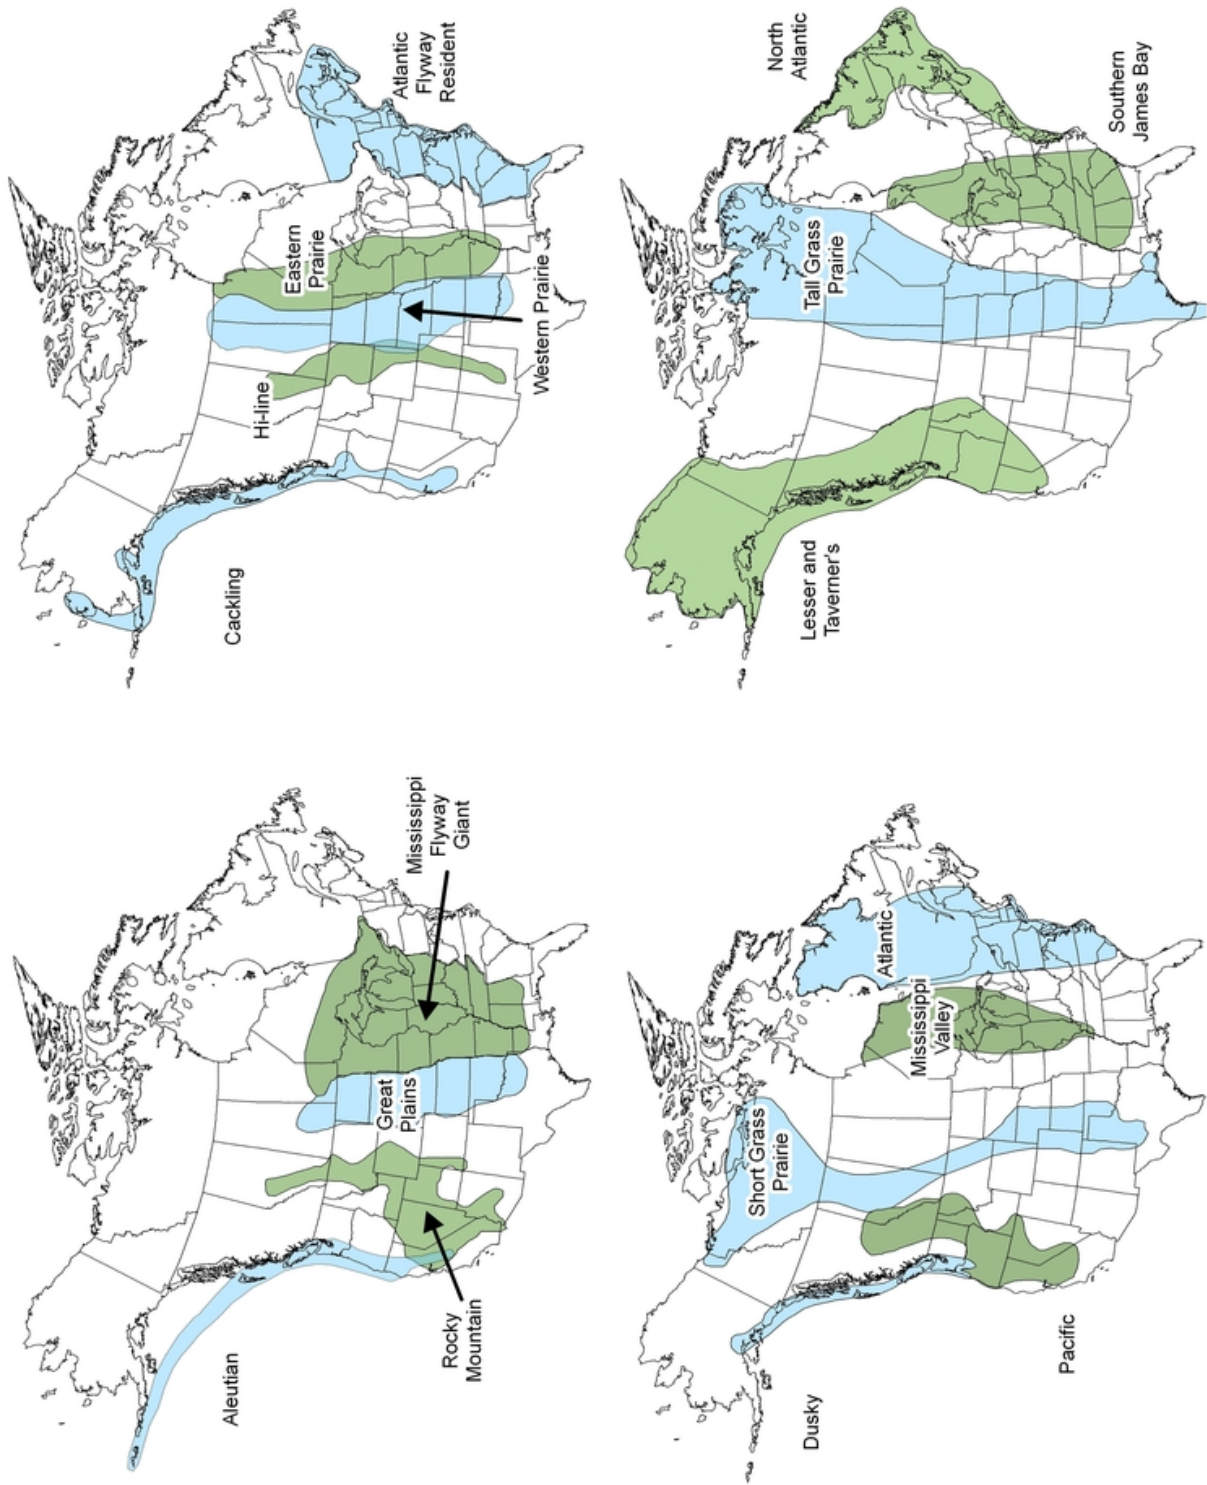 Aleutian
Great
Plains
Mississippi
Flyway
Giant
Rocky
Mountain
Cackling
Hi-line
Eastern
Prairie
Atlantic
Flyway
Resident
Western Prairie
Short Grass
Prairie
Atlantic
Mississippi
Valley
Dusky
Pacific
North
Atlantic
Tall Grass
Prairie
Lesser and
Taverner's
Southern
James Bay